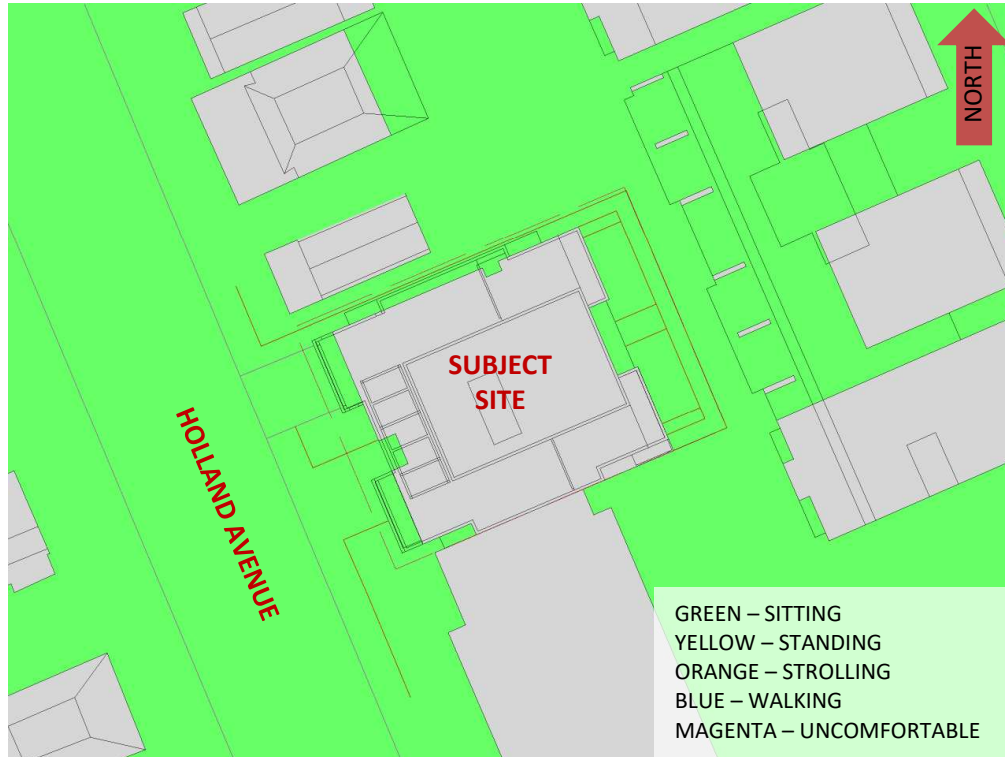 NORTH
SUBJECT
SITE
HOLLAND AVENUE
GREEN – SITTING
YELLOW – STANDING
ORANGE – STROLLING
BLUE – WALKING
MAGENTA – UNCOMFORTABLE